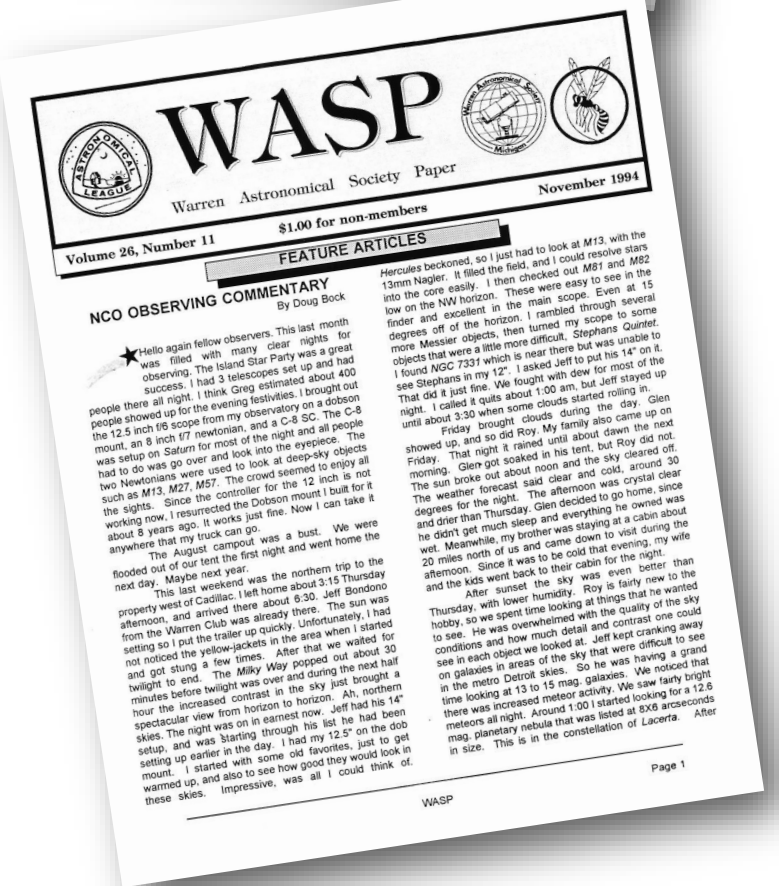 ASTRONOMICAL
LEAGUE
WASP
Warren Astronomical Society
Michigan
Warren Astronomical Society Paper
Volume 26, Number 11
$1.00 for non-members
November 1994
FEATURE ARTICLES
NCO OBSERVING COMMENTARY
By Doug Bock
Hello again fellow observers. This last month
was filled with many clear nights for
observing. The Island Star Party was a great
success. I had 3 telescopes set up and had
people there all night. I think Greg estimated about 400
people showed up for the evening festivities. I brought out
the 12.5 inch f/6 scope from my observatory on a dobson
mount, an 8 inch f/7 newtonian, and a C-8 SC. The C-8
was setup on Saturn for most of the night and all people
had to do was go over and look into the eyepiece. The
two Newtonians were used to look at deep-sky objects
such as M13, M27, M57. The crowd seemed to enjoy all
the sights. Since the controller for the 12 inch is not
working now, I resurrected the Dobson mount I built for it
about 8 years ago. It works just fine. Now I can take it
anywhere that my truck can go.
The August campout was a bust. We were
flooded out of our tent the first night and went home the
next day. Maybe next year.
This last weekend was the northern trip to the
property west of Cadillac. I left home about 3:15 Thursday
afternoon, and arrived there about 6:30. Jeff Bondono
from the Warren Club was already there. The sun was
setting so I put the trailer up quickly. Unfortunately, I had
not noticed the yellow-jackets in the area when I started
and got stung a few times. After that we waited for
twilight to end. The Milky Way popped out about 30
minutes before twilight was over and during the next half
hour the increased contrast in the sky just brought a
spectacular view from horizon to horizon. Ah, northern
skies. The night was on in earnest now. Jeff had his 14"
setup, and was starting through his list he had been
setting up earlier in the day. I had my 12.5" on the dob
mount. I started with some old favorites, just to get
warmed up, and also to see how good they would look in
these skies. Impressive, was all I could think of.
Hercules beckoned, so I just had to look at M13, with the
13mm Nagler. It filled the field, and I could resolve stars
into the core easily. I then checked out M81 and M82
low on the NW horizon. These were easy to see in the
finder and excellent in the main scope. Even at 15
degrees off of the horizon. I rambled through several
more Messier objects, then turned my scope to some
objects that were a little more difficult, Stephans Quintet.
I found NGC 7331 which is near there but was unable to
see Stephans in my 12". I asked Jeff to put his 14" on it.
That did it just fine. We fought with dew for most of the
night. I called it quits about 1:00 am, but Jeff stayed up
until about 3:30 when some clouds started rolling in.
Friday brought clouds during the day. Glen
showed up, and so did Roy. My family also came up on
Friday. That night it rained until about dawn the next
morning. Glen got soaked in his tent, but Roy did not.
The sun broke out about noon and the sky cleared off.
The weather forecast said clear and cold, around 30
degrees for the night. The afternoon was crystal clear
and drier than Thursday. Glen decided to go home, since
he didn't get much sleep and everything he owned was
wet. Meanwhile, my brother was staying at a cabin about
20 miles north of us and came down to visit during the
afternoon. Since it was to be cold that evening, my wife
and the kids went back to their cabin for the night.
After sunset the sky was even better than
Thursday, with lower humidity. Roy is fairly new to the
hobby, so we spent time looking at things that he wanted
to see. He was overwhelmed with the quality of the sky
conditions and how much detail and contrast one could
see in each object we looked at. Jeff kept cranking away
on galaxies in areas of the sky that were difficult to see
in the metro Detroit skies. So he was having a grand
time looking at 13 to 15 mag. galaxies. We noticed that
there was increased meteor activity. We saw fairly bright
meteors all night. Around 1:00 I started looking for a 12.6
mag. planetary nebula that was listed at 8X6 arcseconds
in size. This is in the constellation of Lacerta. After
WASP
Page 1